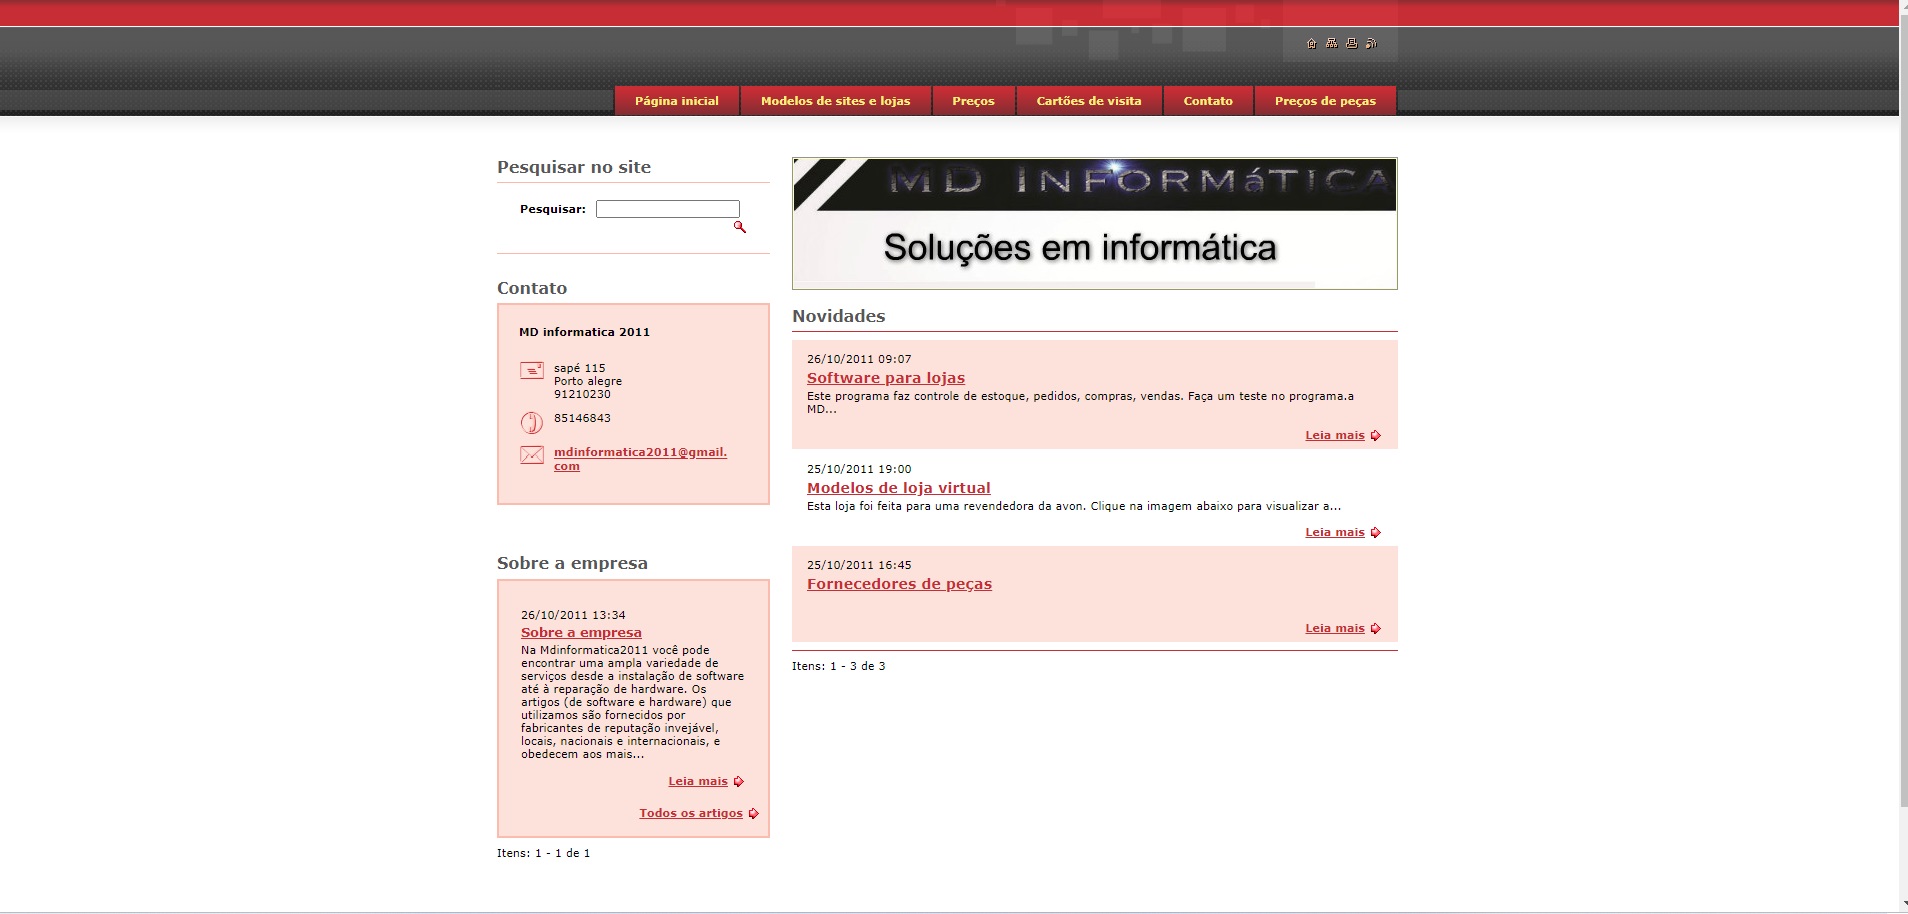 Página inicial
Modelos de sites e lojas
Preços
Cartões de visita
Contato
Preços de peças
Pesquisar no site
Pesquisar:
Contato
MD informatica 2011
sapé 115
Porto alegre
91210230
85146843
mdinformatica2011@gmail.
com
Sobre a empresa
26/10/2011 13:34
Sobre a empresa
Na Mdinformatica2011 você pode
encontrar uma ampla variedade de
serviços desde a instalação de software
até à reparação de hardware. Os
artigos (de software e hardware) que
utilizamos são fornecidos por
fabricantes de reputação invejável,
locais, nacionais e internacionais, e
obedecem aos mais...
Leia mais
Todos os artigos
Itens: 1 - 1 de 1
MD INFORMáTICA
Soluções em informática
Novidades
26/10/2011 09:07
Software para lojas
Este programa faz controle de estoque, pedidos, compras, vendas. Faça um teste no programa.a
MD...
Leia mais
25/10/2011 19:00
Modelos de loja virtual
Esta loja foi feita para uma revendedora da avon. Clique na imagem abaixo para visualizar a...
Leia mais
25/10/2011 16:45
Fornecedores de peças
Leia mais
Itens: 1 - 3 de 3